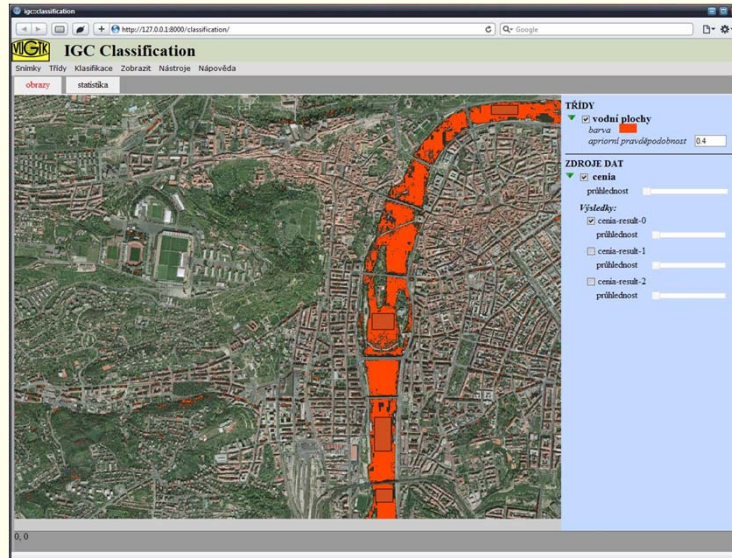 igc::classification
http://127.0.0.1:8000/classification/
Google
VÚGTK
IGC Classification
Snímky Třídy Klasifikace Zobrazit Nástroje Nápověda
obrazy statistika
TŘÍDY
vodní plochy
barva
apriorní pravděpodobnost 0.4
ZDROJE DAT
cenia
průhlednost
Výsledky:
cenia-result-0
průhlednost
cenia-result-1
průhlednost
cenia-result-2
průhlednost
0, 0